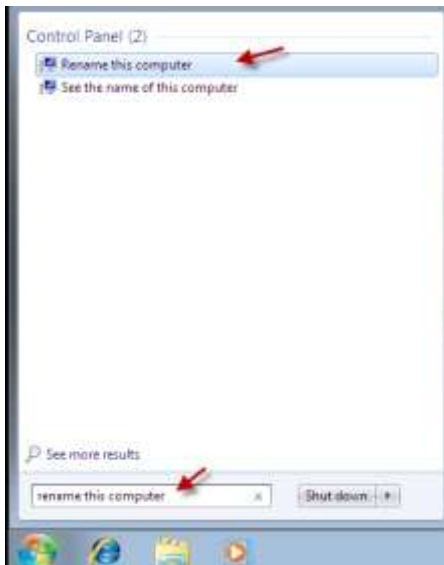 Control Panel (2)
Rename this computer
See the name of this computer
See more results
rename this computer
Shut down